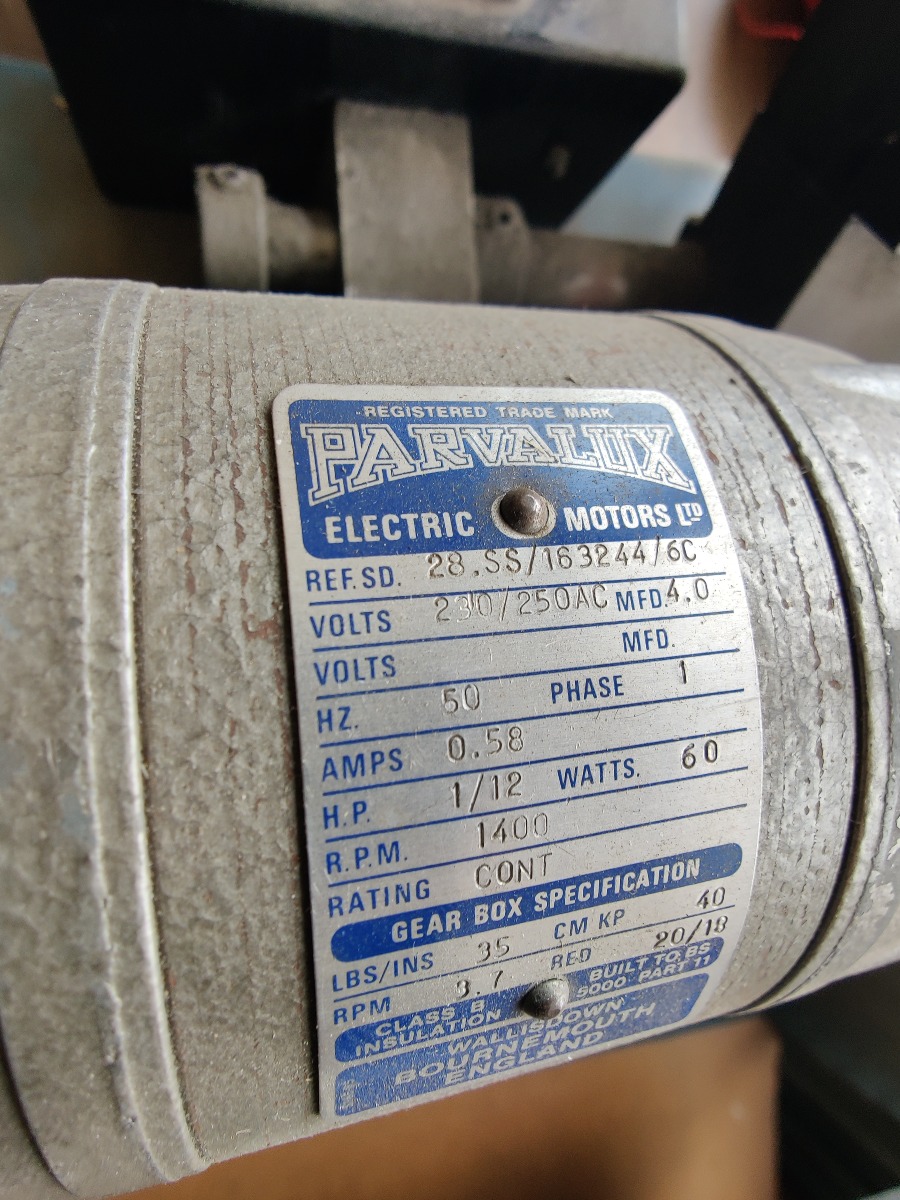 REGISTERED TRADE MARK
PARVALUX
ELECTRIC MOTORS LTD
REF. SD. 28.SS/163244/6C
VOLTS 230/250AC MFD. 4.0
VOLTS MFD.
HZ. 50 PHASE 1
AMPS 0.58
H.P. 1/12 WATTS. 60
R.P.M. 1400
RATING CONT
GEAR BOX SPECIFICATION
LBS/INS 35 CM KP 40
RPM 3.7 RED 20/18
CLASS B INSULATION
BUILT TO BS 5000 PART 11
WALLISDOWN
BOURNEMOUTH
ENGLAND